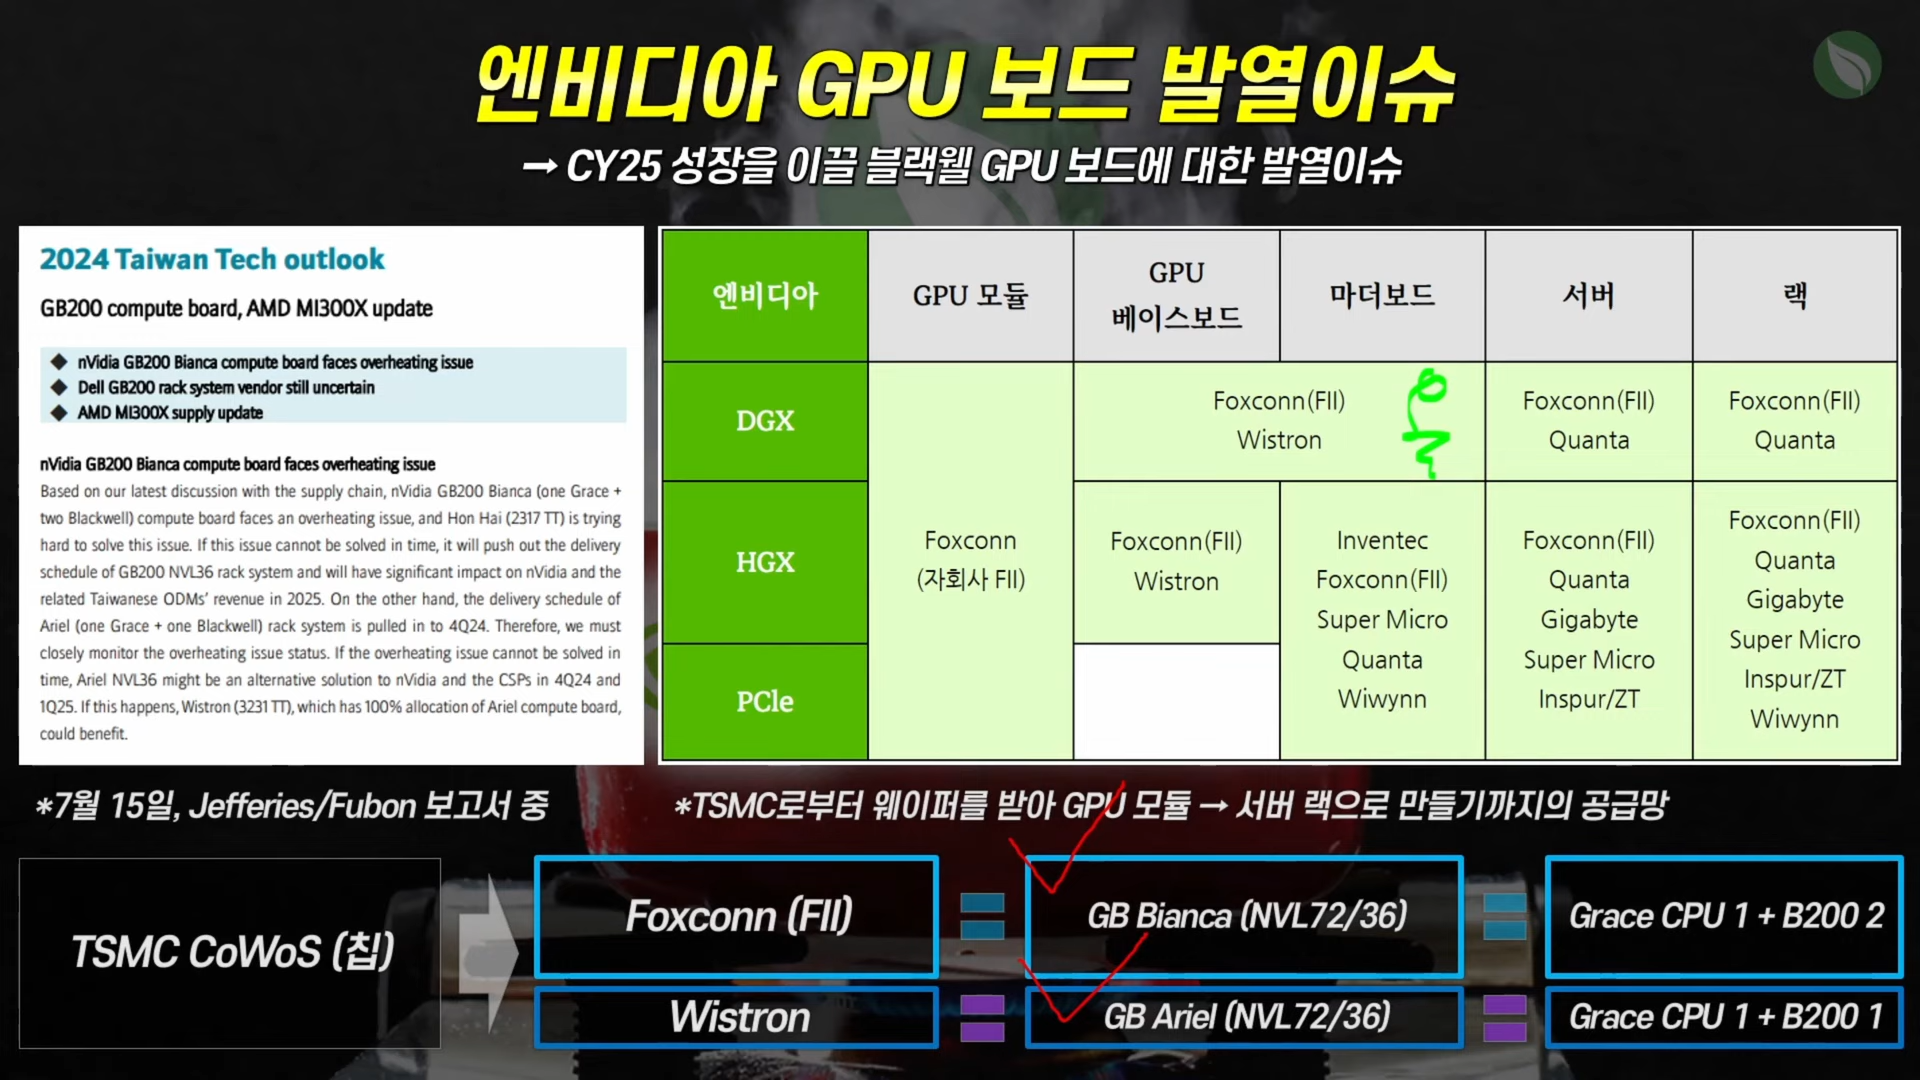 엔비디아 GPU 보드 발열이슈
→ CY25 성장을 이끌 블랙웰 GPU 보드에 대한 발열이슈
2024 Taiwan Tech outlook
GB200 compute board, AMD MI300X update
◆ nVidia GB200 Bianca compute board faces overheating issue
◆ Dell GB200 rack system vendor still uncertain
◆ AMD MI300X supply update
nVidia GB200 Bianca compute board faces overheating issue
Based on our latest discussion with the supply chain, nVidia GB200 Bianca (one Grace +
two Blackwell) compute board faces an overheating issue, and Hon Hai (2317 TT) is trying
hard to solve this issue. If this issue cannot be solved in time, it will push out the delivery
schedule of GB200 NVL36 rack system and will have significant impact on nVidia and the
related Taiwanese ODMs' revenue in 2025. On the other hand, the delivery schedule of
Ariel (one Grace + one Blackwell) rack system is pulled in to 4Q24. Therefore, we must
closely monitor the overheating issue status. If the overheating issue cannot be solved in
time, Ariel NVL36 might be an alternative solution to nVidia and the CSPs in 4Q24 and
1Q25. If this happens, Wistron (3231 TT), which has 100% allocation of Ariel compute board,
could benefit.
*7월 15일, Jefferies/Fubon 보고서 중
엔비디아
GPU 모듈
GPU
베이스보드
마더보드
서버
랙
DGX
Foxconn(FII)
Wistron
Foxconn(FII)
Quanta
Foxconn(FII)
Quanta
HGX
Foxconn
(자회사 FII)
Foxconn(FII)
Wistron
Inventec
Foxconn(FII)
Super Micro
Quanta
Wiwynn
Foxconn(FII)
Quanta
Gigabyte
Super Micro
Inspur/ZT
Foxconn(FII)
Quanta
Gigabyte
Super Micro
Inspur/ZT
Wiwynn
PCle
*TSMC로부터 웨이퍼를 받아 GPU 모듈 → 서버 랙으로 만들기까지의 공급망
TSMC CoWoS (칩)
Foxconn (FII)
GB Bianca (NVL72/36)
Grace CPU 1 + B200 2
Wistron
GB Ariel (NVL72/36)
Grace CPU 1 + B200 1